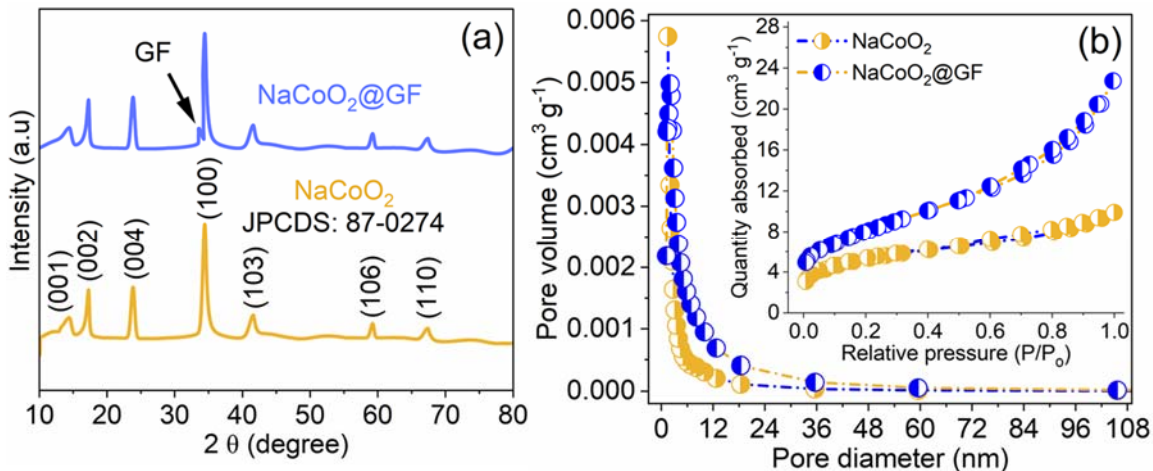 (a)
GF
NaCoO₂@GF
NaCoO₂
JPCDS: 87-0274
(001)
(002)
(004)
(100)
(103)
(106)
(110)
Intensity (a.u)
10 20 30 40 50 60 70 80
2 θ (degree)
(b)
NaCoO₂
NaCoO₂@GF
Pore volume (cm³ g⁻¹)
0.006
0.005
0.004
0.003
0.002
0.001
0.000
0 12 24 36 48 60 72 84 96 108
Pore diameter (nm)
Quantity absorbed (cm³ g⁻¹)
28
24
20
16
12
8
4
0
0.0 0.2 0.4 0.6 0.8 1.0
Relative pressure (P/Pₒ)